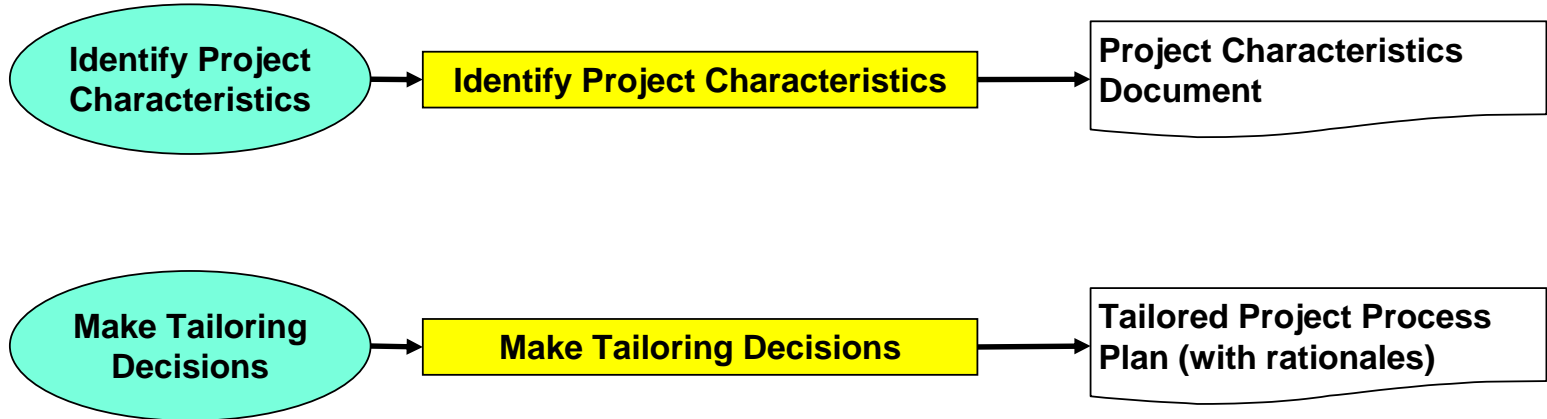 Identify Project
Characteristics
Identify Project Characteristics
Project Characteristics
Document
Make Tailoring
Decisions
Make Tailoring Decisions
Tailored Project Process
Plan (with rationales)